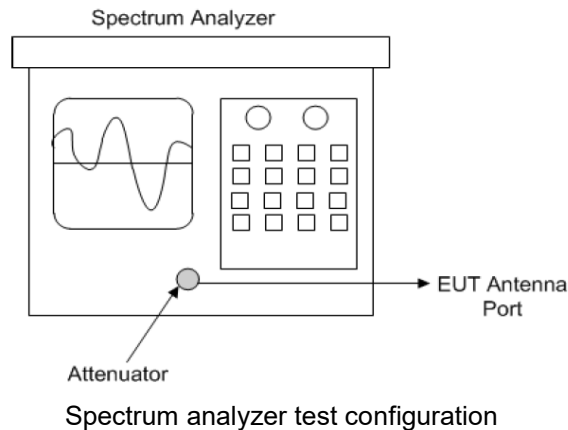 Spectrum Analyzer
EUT Antenna
Port
Attenuator
Spectrum analyzer test configuration